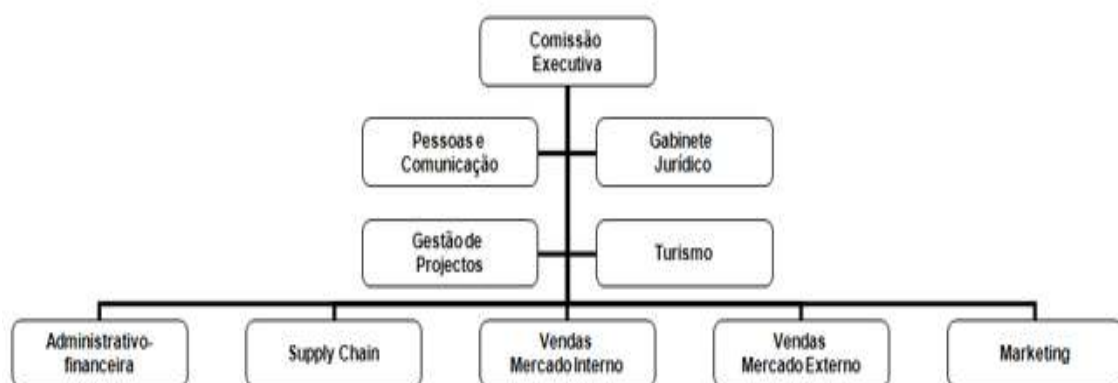 Comissão
Executiva
Pessoas e
Comunicação
Gabinete
Jurídico
Gestão de
Projectos
Turismo
Administrativo-
financeira
Supply Chain
Vendas
Mercado Interno
Vendas
Mercado Externo
Marketing